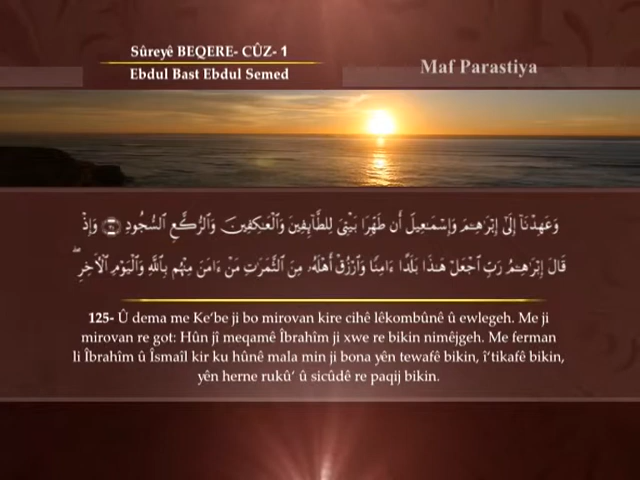 Sûreyê BEQERE- CÛZ- 1
Ebdul Bast Ebdul Semed
Maf Parastiya
وَعَهِدْنَآ إِلَىٰٓ إِبْرَٰهِـۧمَ وَإِسْمَٰعِيلَ أَن طَهِّرَا بَيْتِىَ لِلطَّآئِفِينَ وَٱلْعَٰكِفِينَ وَٱلرُّكَّعِ ٱلسُّجُودِ ۝ وَإِذْ
قَالَ إِبْرَٰهِـۧمُ رَبِّ ٱجْعَلْ هَٰذَا بَلَدًا ءَامِنًا وَٱرْزُقْ أَهْلَهُۥ مِنَ ٱلثَّمَرَٰتِ مَنْ ءَامَنَ مِنْهُم بِٱللَّهِ وَٱلْيَوْمِ ٱلْءَاخِرِ ۖ
125- Û dema me Ke’be ji bo mirovan kire cihê lêkombûnê û ewlegeh. Me ji
mirovan re got: Hûn jî meqamê Îbrahîm ji xwe re bikin nimêjgeh. Me ferman
li Îbrahîm û Îsmaîl kir ku hûnê mala min ji bona yên tewafê bikin, î’tikafê bikin,
yên herne rukû’ û sicûdê re paqij bikin.